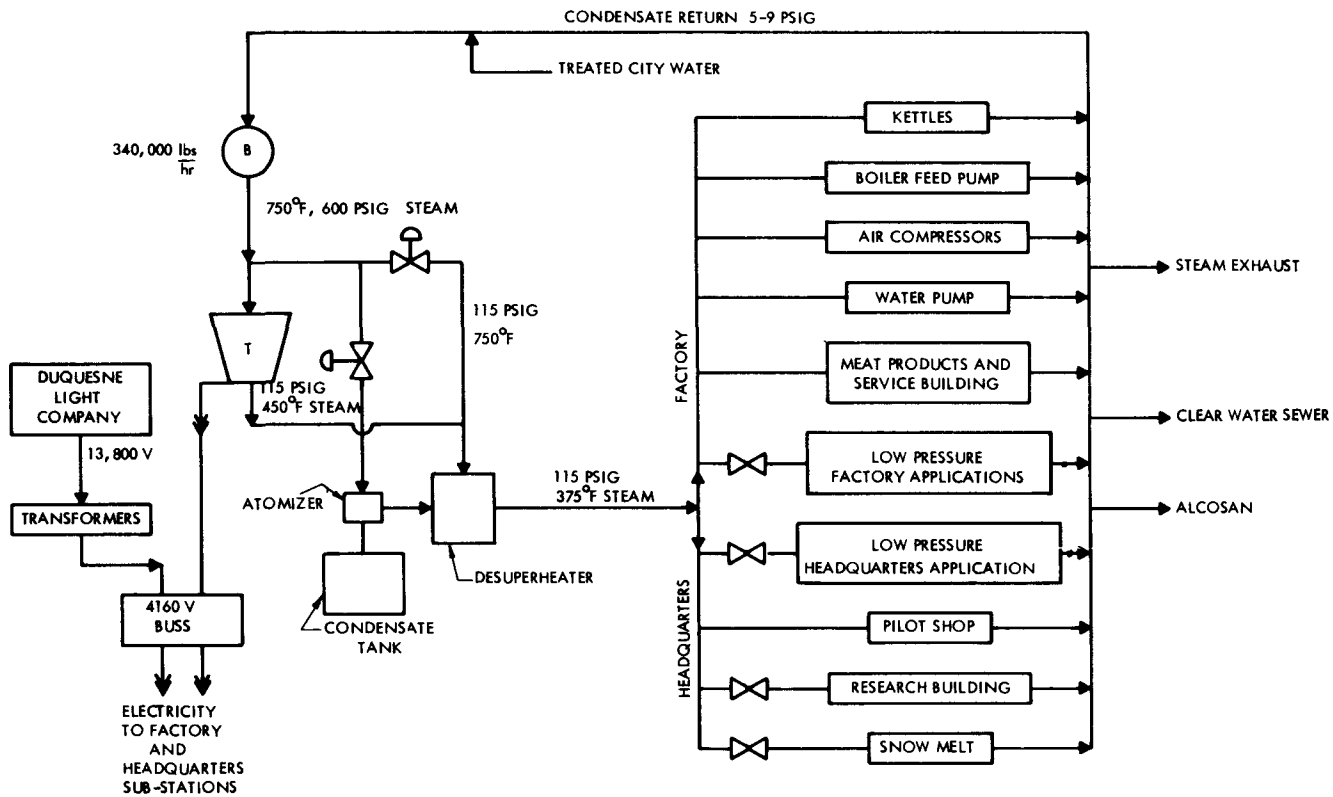 CONDENSATE RETURN 5-9 PSIG
TREATED CITY WATER
340,000 lbs
hr
B
750°F, 600 PSIG STEAM
115 PSIG
750°F
T
115 PSIG
450°F STEAM
DUQUESNE
LIGHT
COMPANY
13,800 V
TRANSFORMERS
4160 V
BUSS
ELECTRICITY
TO FACTORY
AND
HEADQUARTERS
SUB-STATIONS
ATOMIZER
CONDENSATE
TANK
DESUPERHEATER
115 PSIG
375°F STEAM
FACTORY
HEADQUARTERS
KETTLES
BOILER FEED PUMP
AIR COMPRESSORS
WATER PUMP
MEAT PRODUCTS AND
SERVICE BUILDING
LOW PRESSURE
FACTORY APPLICATIONS
LOW PRESSURE
HEADQUARTERS APPLICATION
PILOT SHOP
RESEARCH BUILDING
SNOW MELT
STEAM EXHAUST
CLEAR WATER SEWER
ALCOSAN